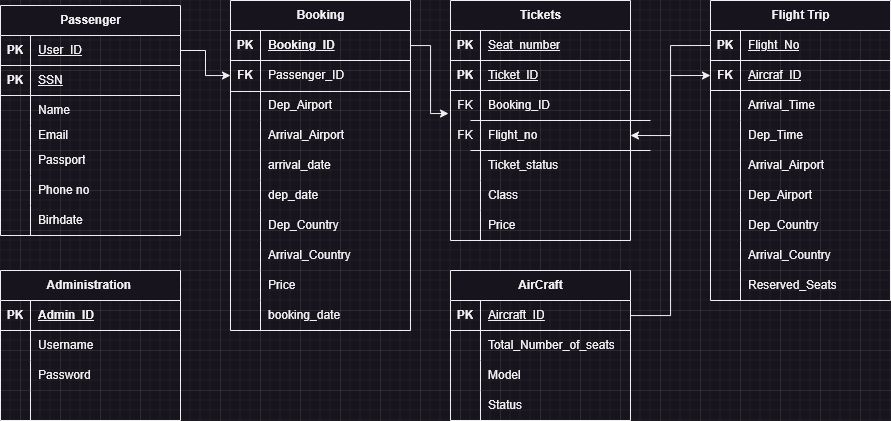 Passenger
PK User_ID
PK SSN
Name
Email
Passport
Phone no
Birhdate
Booking
PK Booking_ID
FK Passenger_ID
Dep_Airport
Arrival_Airport
arrival_date
dep_date
Dep_Country
Arrival_Country
Price
booking_date
Tickets
PK Seat_number
PK Ticket_ID
FK Booking_ID
FK Flight_no
Ticket_status
Class
Price
Flight Trip
PK Flight_No
FK Aircraf_ID
Arrival_Time
Dep_Time
Arrival_Airport
Dep_Airport
Dep_Country
Arrival_Country
Reserved_Seats
Administration
PK Admin_ID
Username
Password
AirCraft
PK Aircraft_ID
Total_Number_of_seats
Model
Status